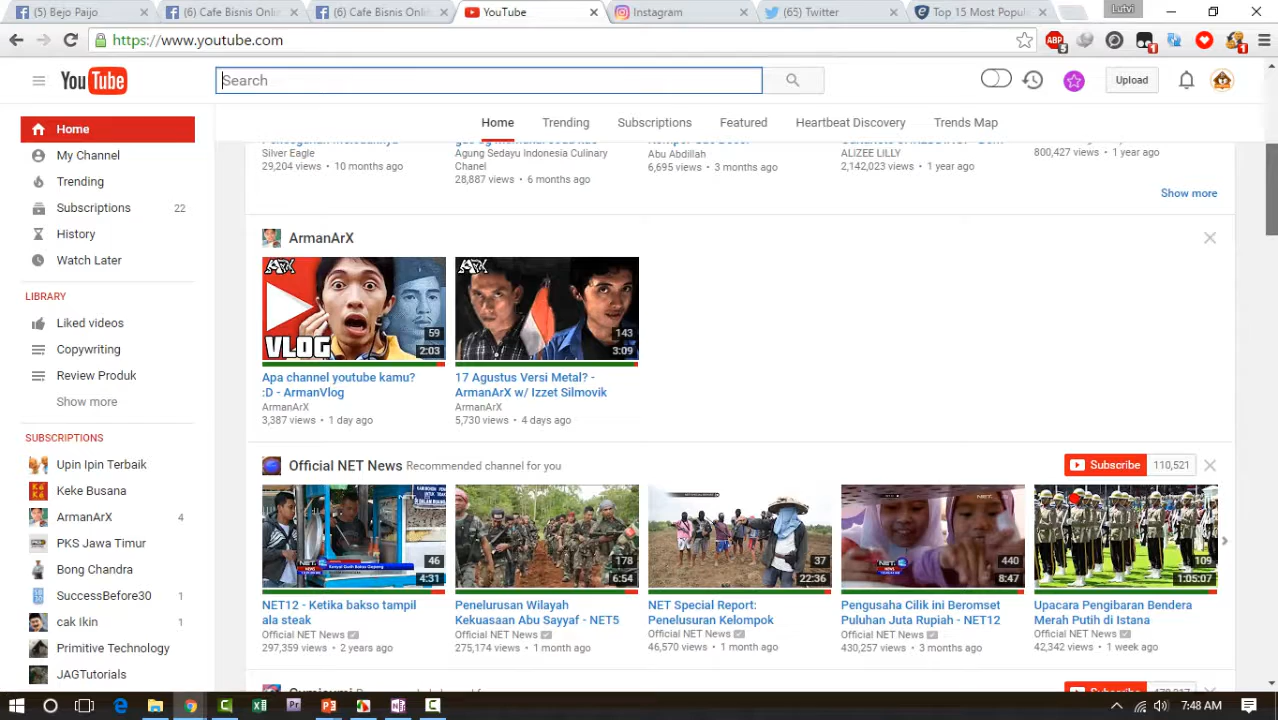 (5) Bejo Paijo
(6) Cafe Bisnis Onli
(6) Cafe Bisnis Onli
YouTube
Instagram
(65) Twitter
Top 15 Most Popul
Lutvi
https://www.youtube.com
5
1
1
YouTube
Search
Upload
Home
Trending
Subscriptions
Featured
Heartbeat Discovery
Trends Map
Home
My Channel
Trending
Subscriptions 22
History
Watch Later
LIBRARY
Liked videos
Copywriting
Review Produk
Show more
SUBSCRIPTIONS
Upin Ipin Terbaik
Keke Busana
ArmanArX 4
PKS Jawa Timur
Bong Chandra
SuccessBefore30 1
cak Ikin 1
Primitive Technology
JAGTutorials
Silver Eagle
29,204 views • 10 months ago
Agung Sedayu Indonesia Culinary
Chanel
28,887 views • 6 months ago
Abu Abdillah
6,695 views • 3 months ago
ALIZEE LILLY
2,142,023 views • 1 year ago
800,427 views • 1 year ago
Show more
ArmanArX
ARX
VLOG
59
2:03
Apa channel youtube kamu?
:D - ArmanVlog
ArmanArX
3,387 views • 1 day ago
ARX
143
3:09
17 Agustus Versi Metal? -
ArmanArX w/ Izzet Silmovik
ArmanArX
5,730 views • 4 days ago
Official NET News Recommended channel for you
Subscribe 110,521
46
4:31
NET12 - Ketika bakso tampil
ala steak
Official NET News
297,359 views • 2 years ago
178
6:54
Penelurusan Wilayah
Kekuasaan Abu Sayyaf - NET5
Official NET News
275,174 views • 1 month ago
37
22:36
NET Special Report:
Penelusuran Kelompok
Official NET News
46,570 views • 1 month ago
440
8:47
Pengusaha Cilik ini Beromset
Puluhan Juta Rupiah - NET12
Official NET News
430,257 views • 3 months ago
109
1:05:07
Upacara Pengibaran Bendera
Merah Putih di Istana
Official NET News
42,342 views • 1 week ago
Subscribe
7:48 AM